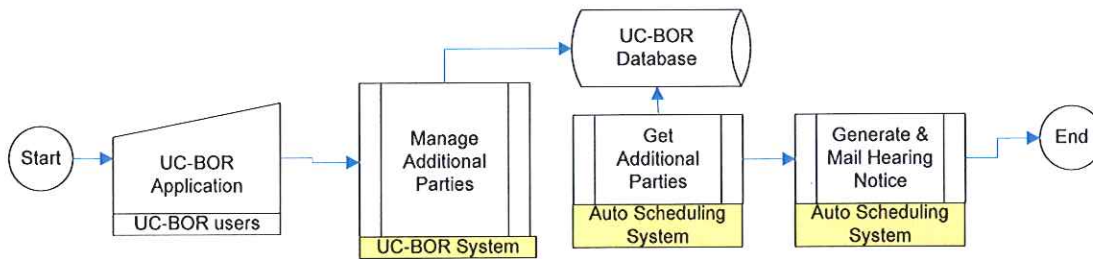 Start
UC-BOR
Application
UC-BOR users
Manage
Additional
Parties
UC-BOR System
UC-BOR
Database
Get
Additional
Parties
Auto Scheduling
System
Generate &
Mail Hearing
Notice
Auto Scheduling
System
End